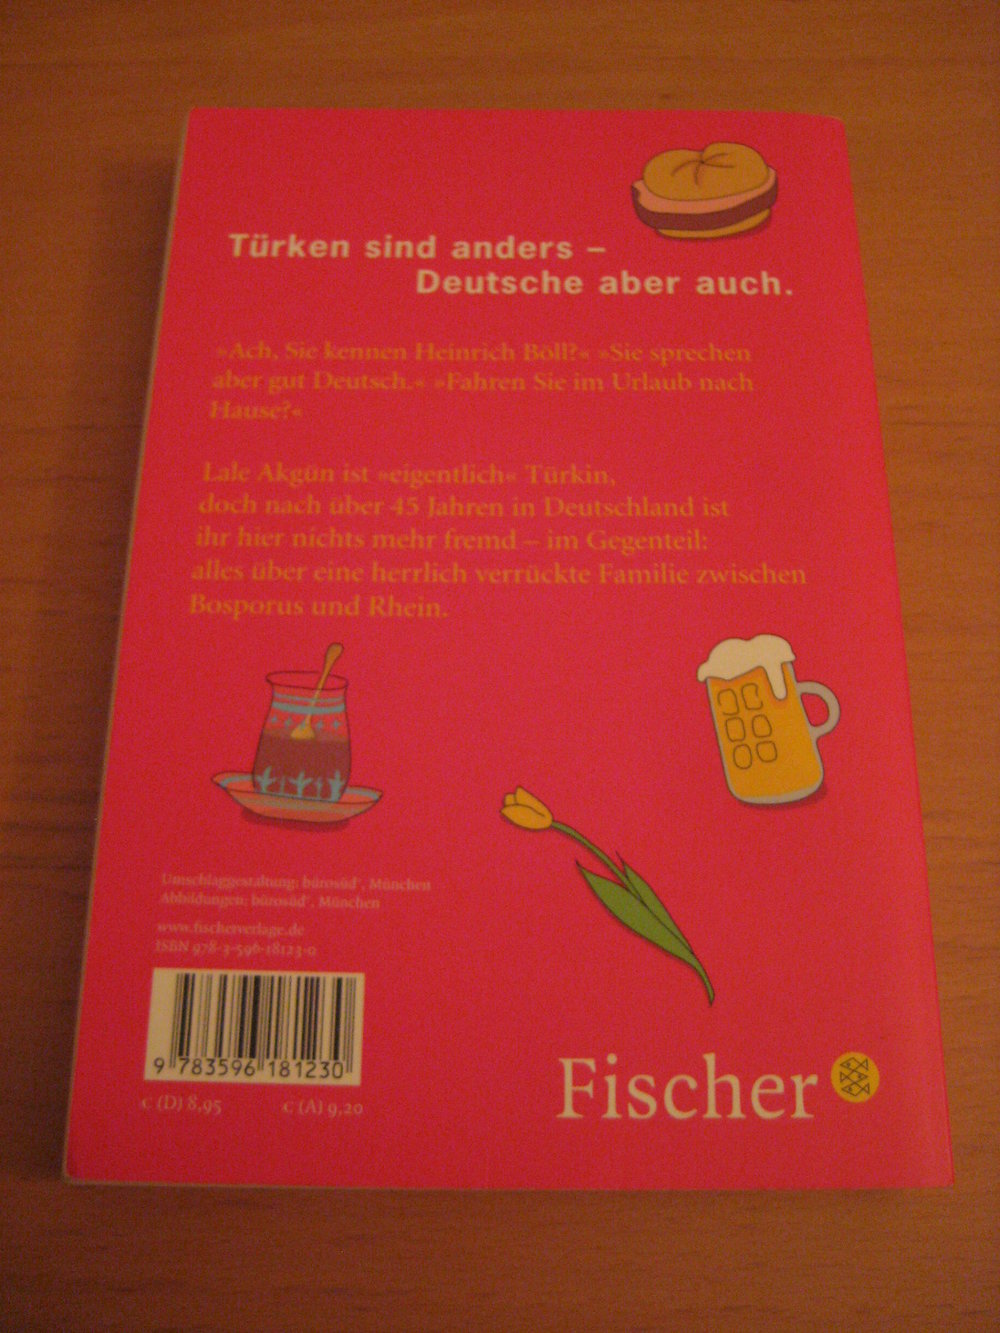 Türken sind anders –
Deutsche aber auch.
»Ach, Sie kennen Heinrich Böll?« »Sie sprechen
aber gut Deutsch.« »Fahren Sie im Urlaub nach
Hause?«
Lale Akgün ist »eigentlich« Türkin,
doch nach über 45 Jahren in Deutschland ist
ihr hier nichts mehr fremd – im Gegenteil:
alles über eine herrlich verrückte Familie zwischen
Bosporus und Rhein.
Umschlaggestaltung: bürosüd°, München
Abbildungen: bürosüd°, München
www.fischerverlage.de
ISBN 978-3-596-18123-0
9 783596 181230
€ (D) 8,95 € (A) 9,20
Fischer